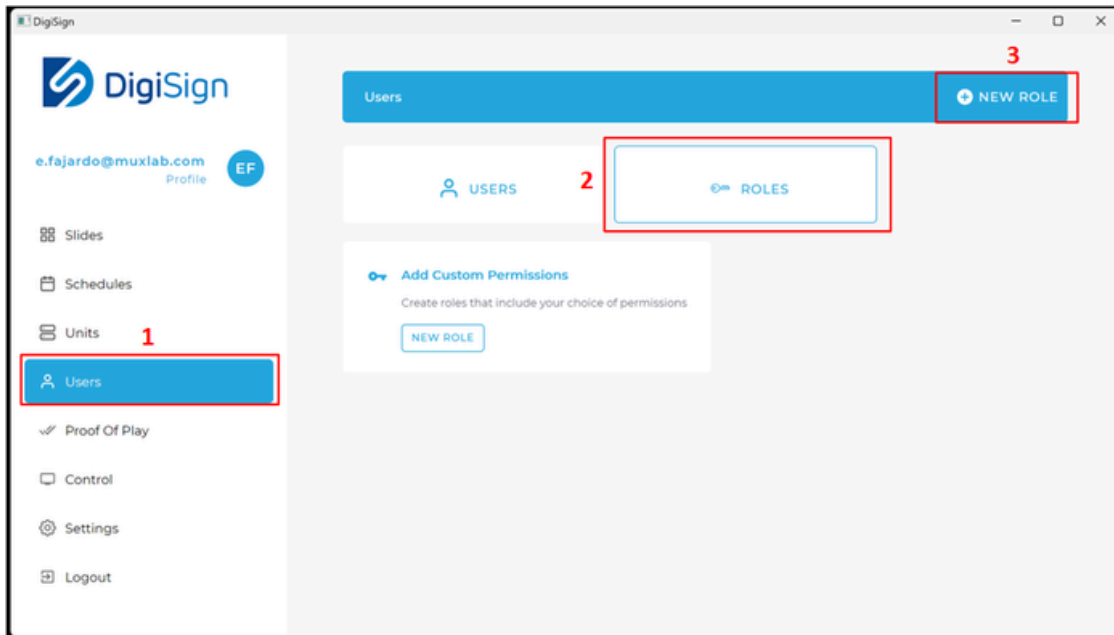 DigiSign
DigiSign
e.fajardo@muxlab.com
Profile
EF
Slides
Schedules
Units
1
Users
Proof Of Play
Control
Settings
Logout
3
Users
NEW ROLE
USERS
2
ROLES
Add Custom Permissions
Create roles that include your choice of permissions
NEW ROLE